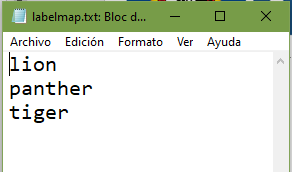 labelmap.txt: Bloc d...
Archivo Edición Formato Ver Ayuda
lion
panther
tiger